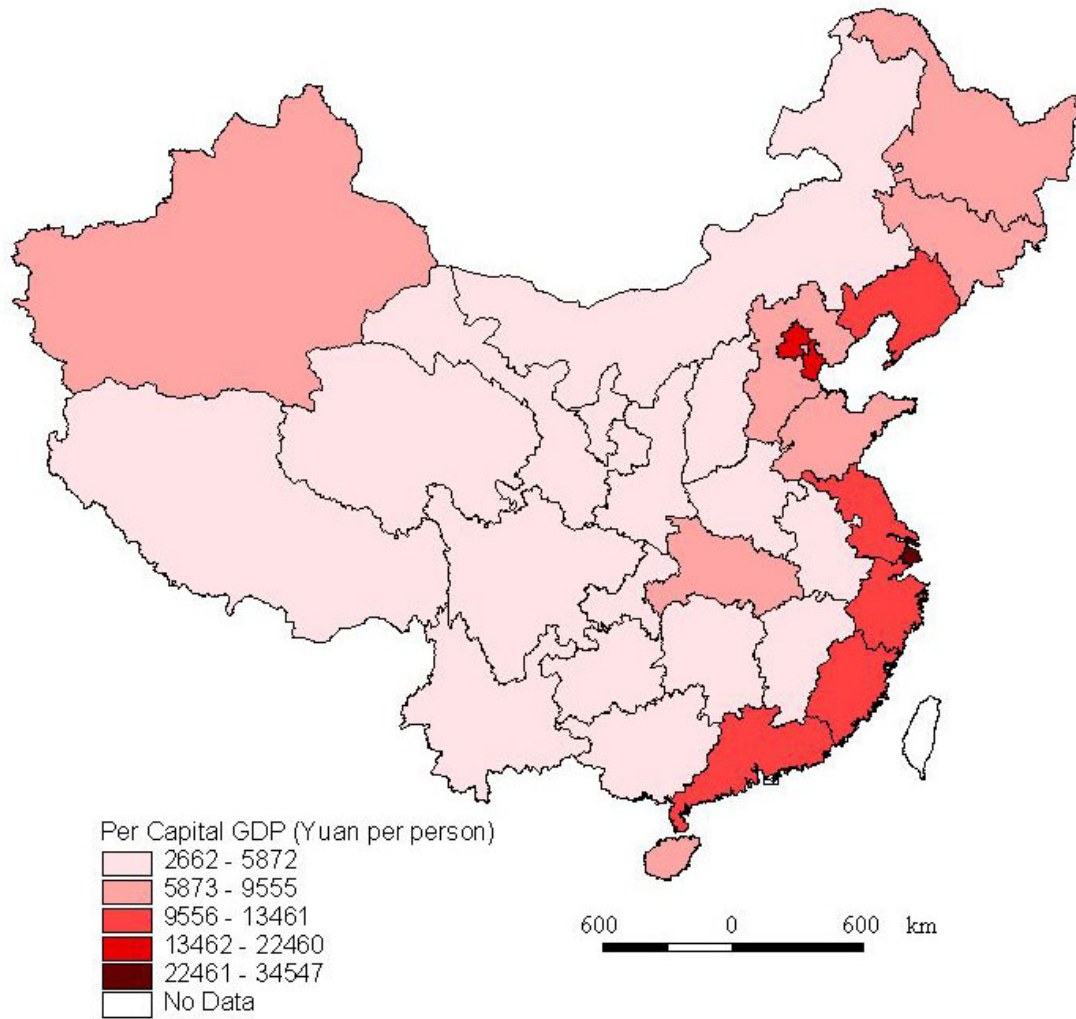 Per Capital GDP (Yuan per person)
2662 - 5872
5873 - 9555
9556 - 13461
13462 - 22460
22461 - 34547
No Data
600 0 600 km